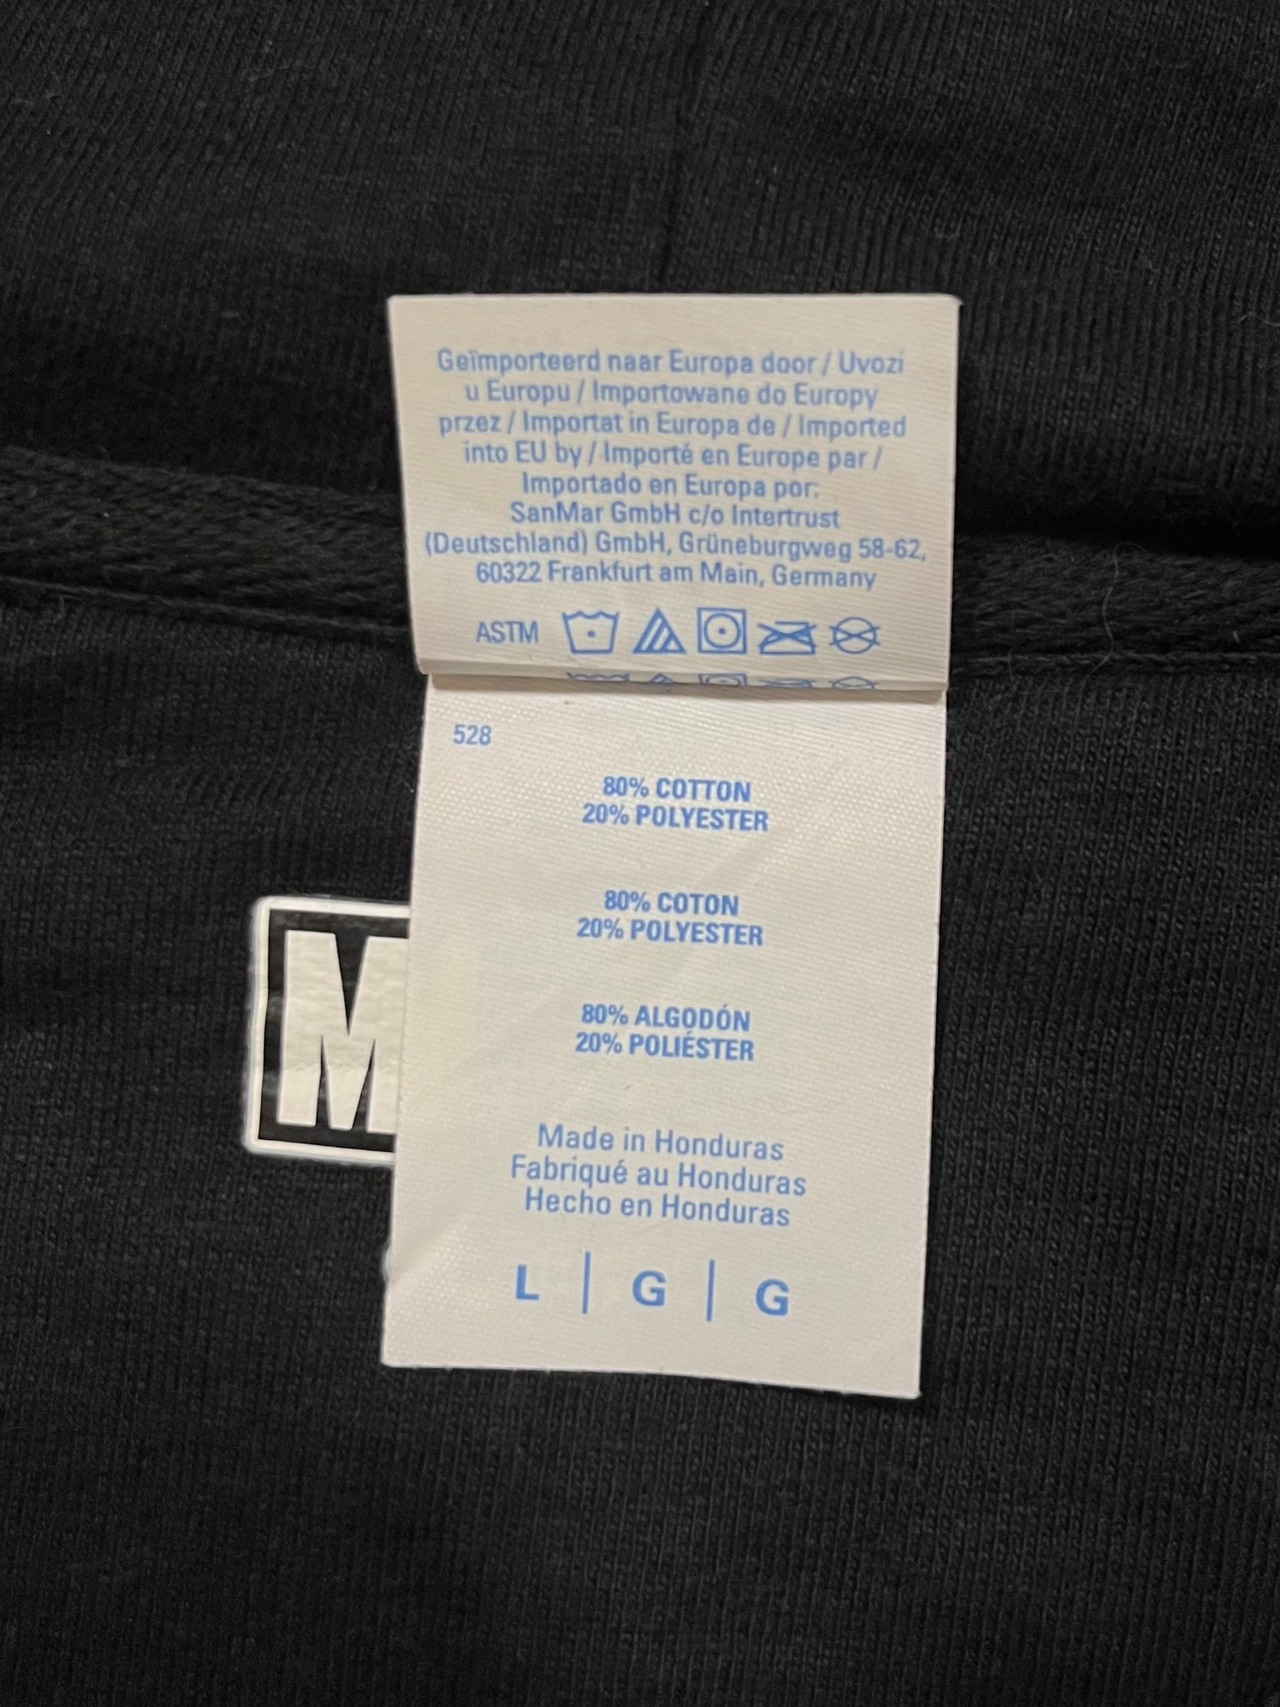 Geïmporteerd naar Europa door / Uvozi
u Europu / Importowane do Europy
przez / Importat in Europa de / Imported
into EU by / Importé en Europe par /
Importado en Europa por:
SanMar GmbH c/o Intertrust
(Deutschland) GmbH, Grüneburgweg 58-62,
60322 Frankfurt am Main, Germany
ASTM
528
80% COTTON
20% POLYESTER
80% COTON
20% POLYESTER
80% ALGODÓN
20% POLIÉSTER
M
Made in Honduras
Fabriqué au Honduras
Hecho en Honduras
L | G | G